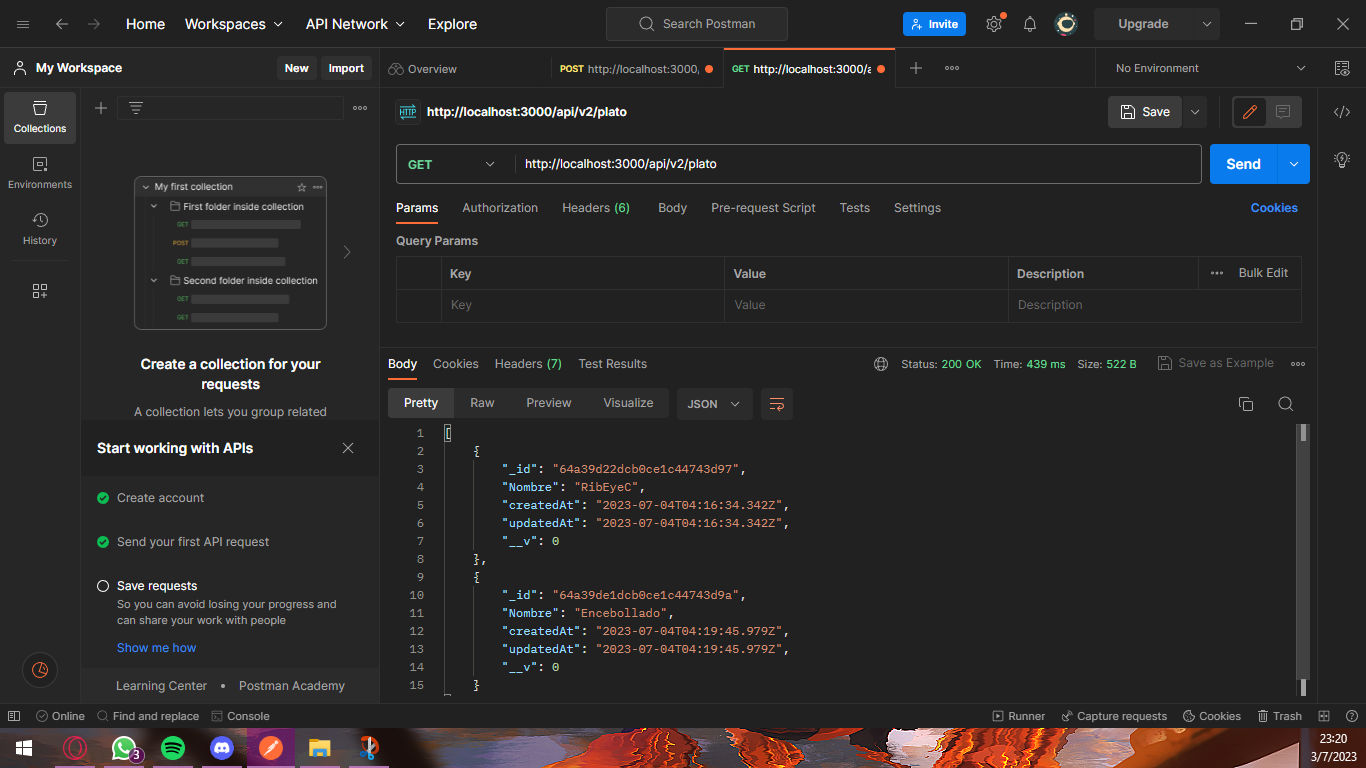 Home Workspaces API Network Explore Search Postman Invite Upgrade
My Workspace New Import Overview POST http://localhost:3000, GET http://localhost:3000/a No Environment
HTTP http://localhost:3000/api/v2/plato Save
Collections
GET http://localhost:3000/api/v2/plato Send
Environments
History
My first collection
First folder inside collection
GET
POST
GET
Second folder inside collection
GET
GET
Create a collection for your
requests
A collection lets you group related
Start working with APIs
Create account
Send your first API request
Save requests
So you can avoid losing your progress and
can share your work with people
Show me how
Learning Center • Postman Academy
Params Authorization Headers (6) Body Pre-request Script Tests Settings Cookies
Query Params
Key Value Description Bulk Edit
Key Value Description
Body Cookies Headers (7) Test Results Status: 200 OK Time: 439 ms Size: 522 B Save as Example
Pretty Raw Preview Visualize JSON
1 [
2 {
3 "_id": "64a39d22dcb0ce1c44743d97",
4 "Nombre": "RibEyeC",
5 "createdAt": "2023-07-04T04:16:34.342Z",
6 "updatedAt": "2023-07-04T04:16:34.342Z",
7 "__v": 0
8 },
9 {
10 "_id": "64a39de1dcb0ce1c44743d9a",
11 "Nombre": "Encebollado",
12 "createdAt": "2023-07-04T04:19:45.979Z",
13 "updatedAt": "2023-07-04T04:19:45.979Z",
14 "__v": 0
15 }
Online Find and replace Console Runner Capture requests Cookies Trash
3
23:20
3/7/2023